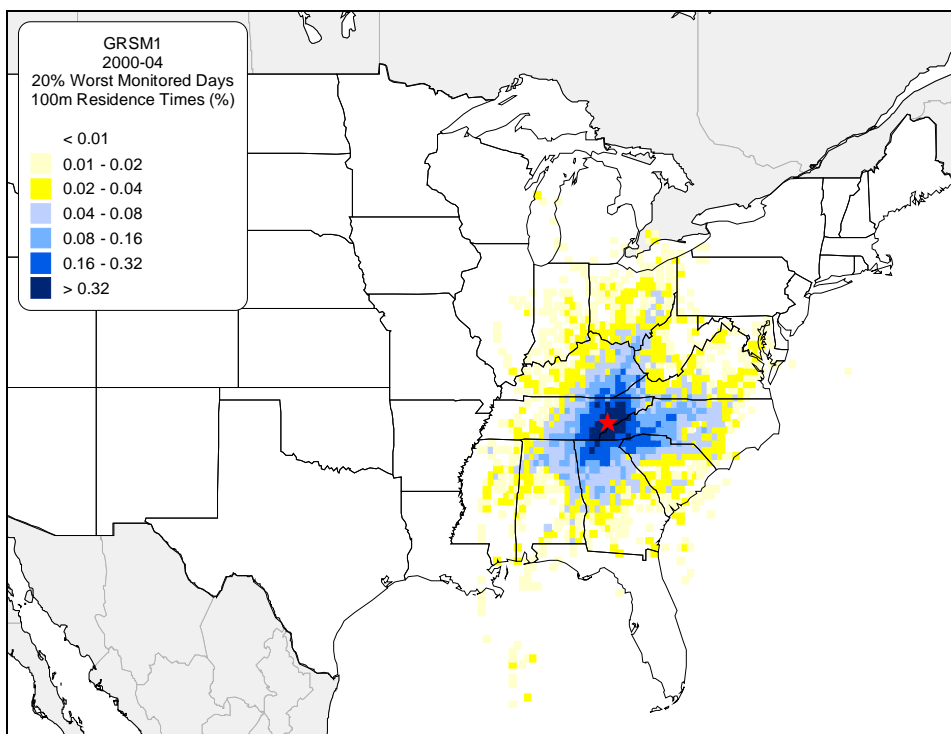 GRSM1
2000-04
20% Worst Monitored Days
100m Residence Times (%)
< 0.01
0.01 - 0.02
0.02 - 0.04
0.04 - 0.08
0.08 - 0.16
0.16 - 0.32
> 0.32